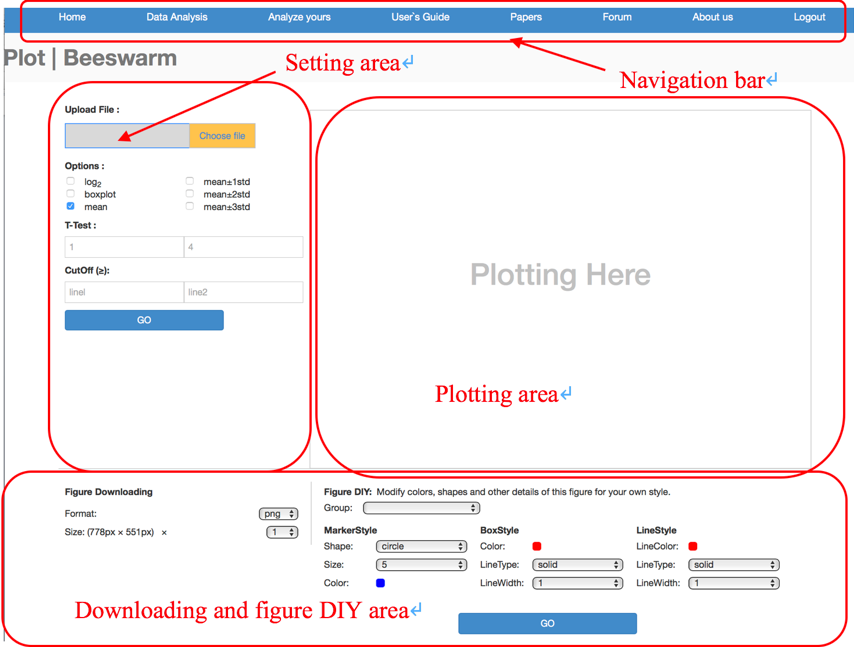 Home Data Analysis Analyze yours User's Guide Papers Forum About us Logout
Plot | Beeswarm
Setting area↵
Navigation bar↵
Upload File :
Choose file
Options :
log2 mean±1std
boxplot mean±2std
mean mean±3std
T-Test :
1 4
CutOff (≥):
linel line2
GO
Plotting Here
Plotting area↵
Figure Downloading
Format: png
Size: (778px × 551px) × 1
Figure DIY: Modify colors, shapes and other details of this figure for your own style.
Group:
MarkerStyle BoxStyle LineStyle
Shape: circle Color: LineColor:
Size: 5 LineType: solid LineType: solid
Color: LineWidth: 1 LineWidth: 1
Downloading and figure DIY area↵
GO